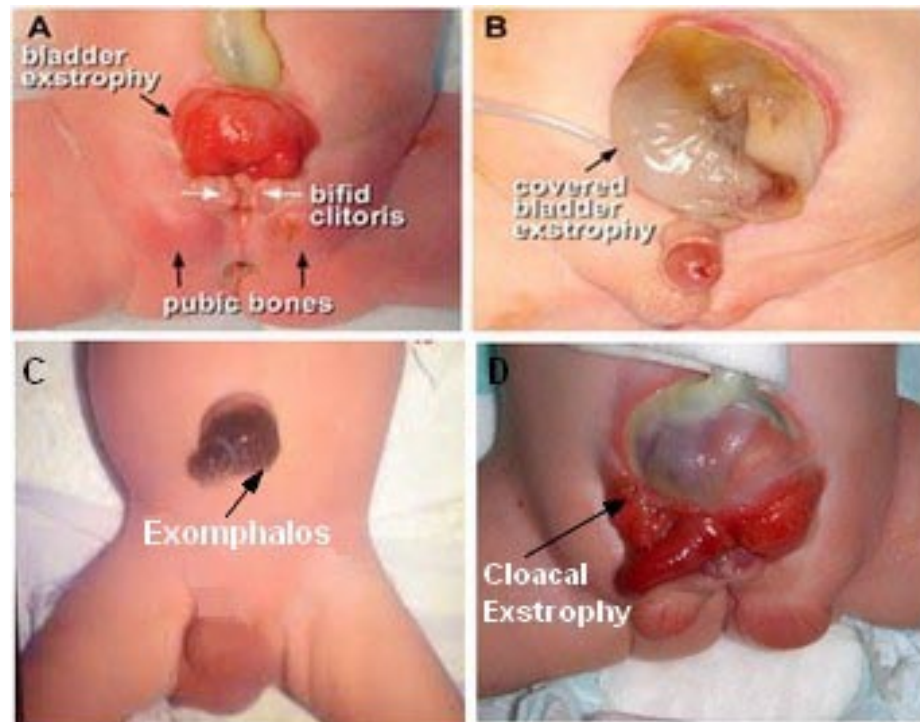 A
bladder
exstrophy
bifid
clitoris
pubic bones
B
covered
bladder
exstrophy
C
Exomphalos
D
Cloacal
Exstrophy